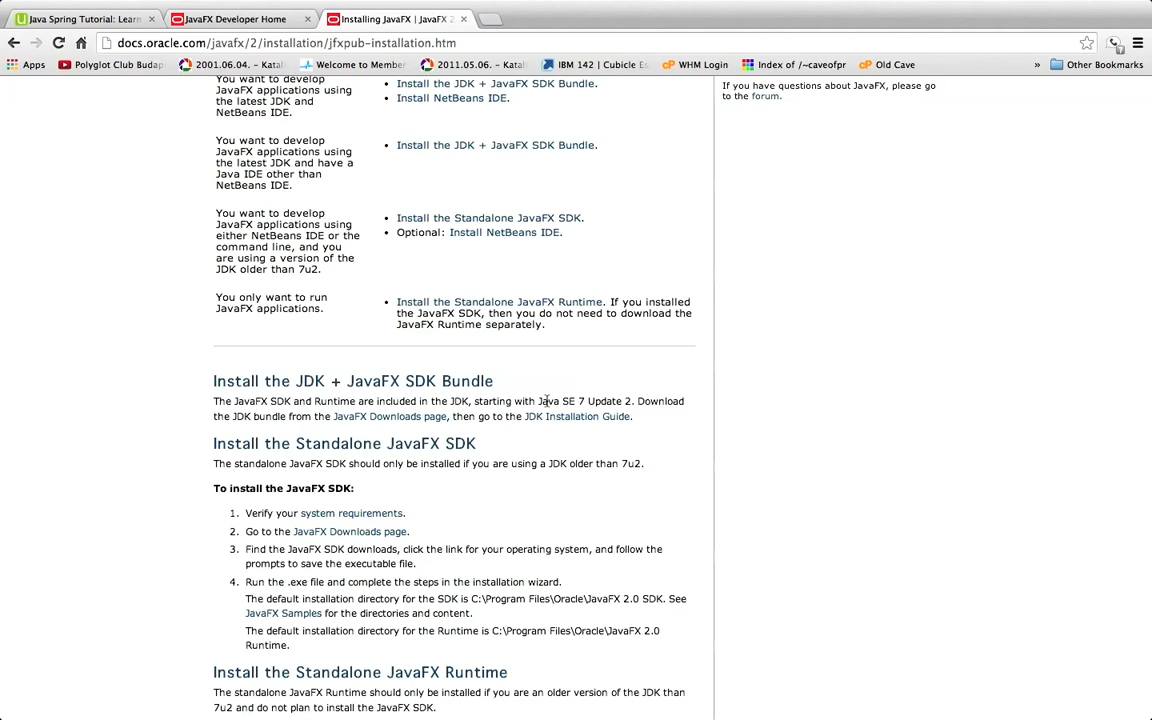 Java Spring Tutorial: Learn
JavaFX Developer Home
Installing JavaFX | JavaFX 2.
docs.oracle.com/javafx/2/installation/jfxpub-installation.htm
Apps
Polyglot Club Budap
2001.06.04. - Katal
Welcome to Member
2011.05.06. - Katal
IBM 142 | Cubicle Es
WHM Login
Index of /~caveofpr
Old Cave
»
Other Bookmarks
You want to develop
JavaFX applications using
the latest JDK and
NetBeans IDE.
• Install the JDK + JavaFX SDK Bundle.
• Install NetBeans IDE.
You want to develop
JavaFX applications using
the latest JDK and have a
Java IDE other than
NetBeans IDE.
• Install the JDK + JavaFX SDK Bundle.
You want to develop
JavaFX applications using
either NetBeans IDE or the
command line, and you
are using a version of the
JDK older than 7u2.
• Install the Standalone JavaFX SDK.
• Optional: Install NetBeans IDE.
You only want to run
JavaFX applications.
• Install the Standalone JavaFX Runtime. If you installed
the JavaFX SDK, then you do not need to download the
JavaFX Runtime separately.
Install the JDK + JavaFX SDK Bundle
The JavaFX SDK and Runtime are included in the JDK, starting with Java SE 7 Update 2. Download
the JDK bundle from the JavaFX Downloads page, then go to the JDK Installation Guide.
Install the Standalone JavaFX SDK
The standalone JavaFX SDK should only be installed if you are using a JDK older than 7u2.
To install the JavaFX SDK:
1. Verify your system requirements.
2. Go to the JavaFX Downloads page.
3. Find the JavaFX SDK downloads, click the link for your operating system, and follow the
prompts to save the executable file.
4. Run the .exe file and complete the steps in the installation wizard.
The default installation directory for the SDK is C:\Program Files\Oracle\JavaFX 2.0 SDK. See
JavaFX Samples for the directories and content.
The default installation directory for the Runtime is C:\Program Files\Oracle\JavaFX 2.0
Runtime.
Install the Standalone JavaFX Runtime
The standalone JavaFX Runtime should only be installed if you are an older version of the JDK than
7u2 and do not plan to install the JavaFX SDK.
If you have questions about JavaFX, please go
to the forum.